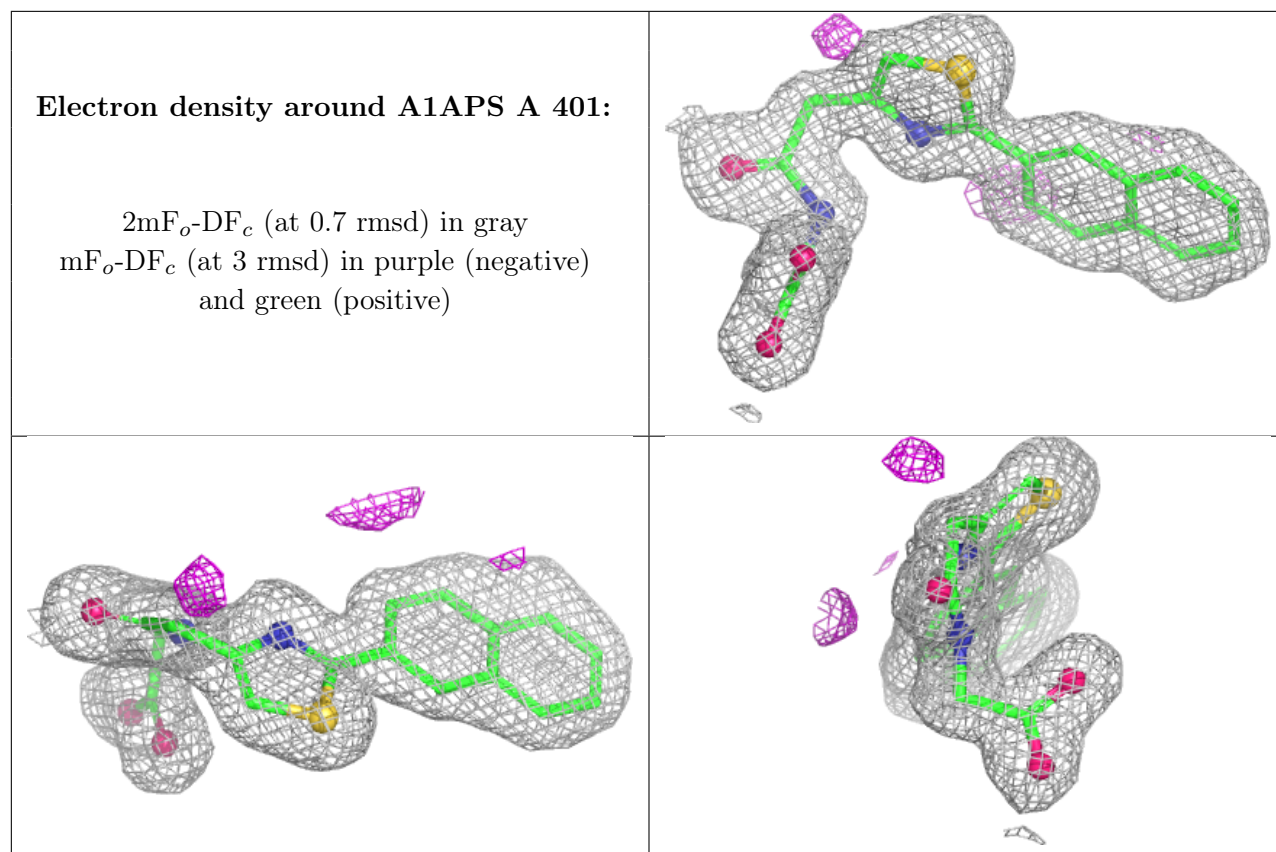 Electron density around A1APS A 401:
2mFo-DFc (at 0.7 rmsd) in gray
mFo-DFc (at 3 rmsd) in purple (negative)
and green (positive)